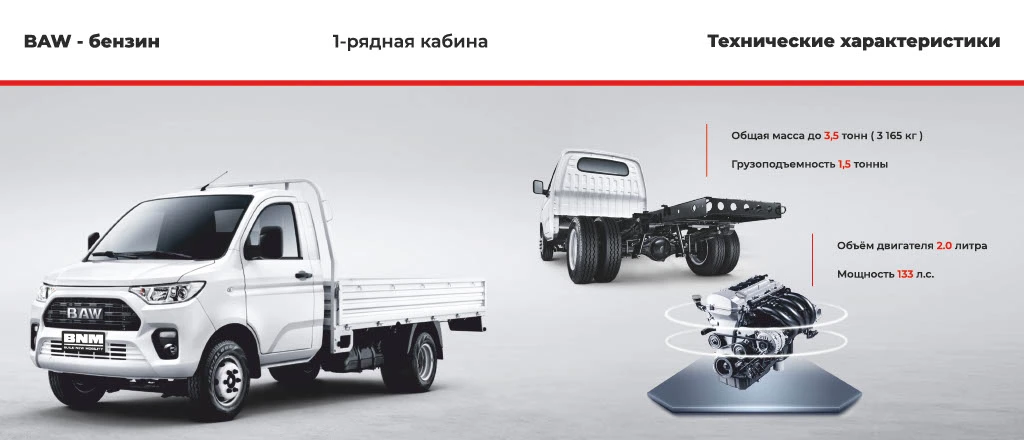 BAW - бензин
1-рядная кабина
Технические характеристики
Общая масса до 3,5 тонн ( 3 165 кг )
Грузоподъемность 1,5 тонны
Объём двигателя 2.0 литра
Мощность 133 л.с.
BAW
BNM